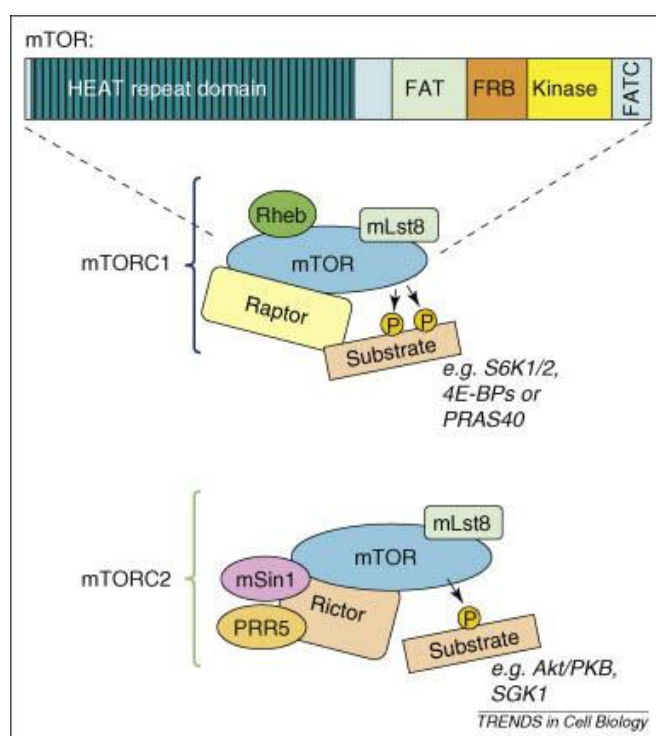 mTOR:
HEAT repeat domain
FAT
FRB
Kinase
FATC
mTORC1
Rheb
mLst8
mTOR
Raptor
P
P
Substrate
e.g. S6K1/2,
4E-BPs or
PRAS40
mTORC2
mLst8
mTOR
mSin1
Rictor
PRR5
P
Substrate
e.g. Akt/PKB,
SGK1
TRENDS in Cell Biology